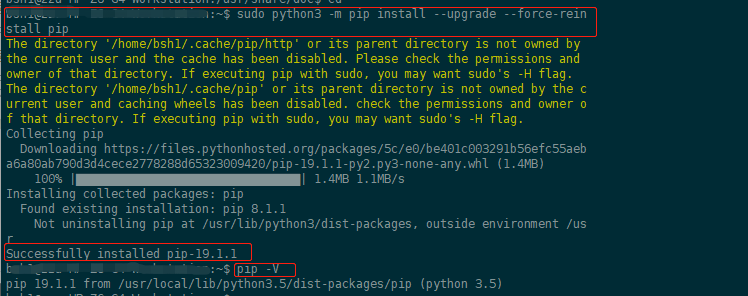 $ sudo python3 -m pip install --upgrade --force-rein
stall pip
The directory '/home/bsh1/.cache/pip/http' or its parent directory is not owned by
the current user and the cache has been disabled. Please check the permissions and
owner of that directory. If executing pip with sudo, you may want sudo's -H flag.
The directory '/home/bsh1/.cache/pip' or its parent directory is not owned by the c
urrent user and caching wheels has been disabled. check the permissions and owner o
f that directory. If executing pip with sudo, you may want sudo's -H flag.
Collecting pip
Downloading https://files.pythonhosted.org/packages/5c/e0/be401c003291b56efc55aeb
a6a80ab790d3d4cece2778288d65323009420/pip-19.1.1-py2.py3-none-any.whl (1.4MB)
100% |████████████████████████████████| 1.4MB 1.1MB/s
Installing collected packages: pip
Found existing installation: pip 8.1.1
Not uninstalling pip at /usr/lib/python3/dist-packages, outside environment /us
r
Successfully installed pip-19.1.1
:~$ pip -V
pip 19.1.1 from /usr/local/lib/python3.5/dist-packages/pip (python 3.5)